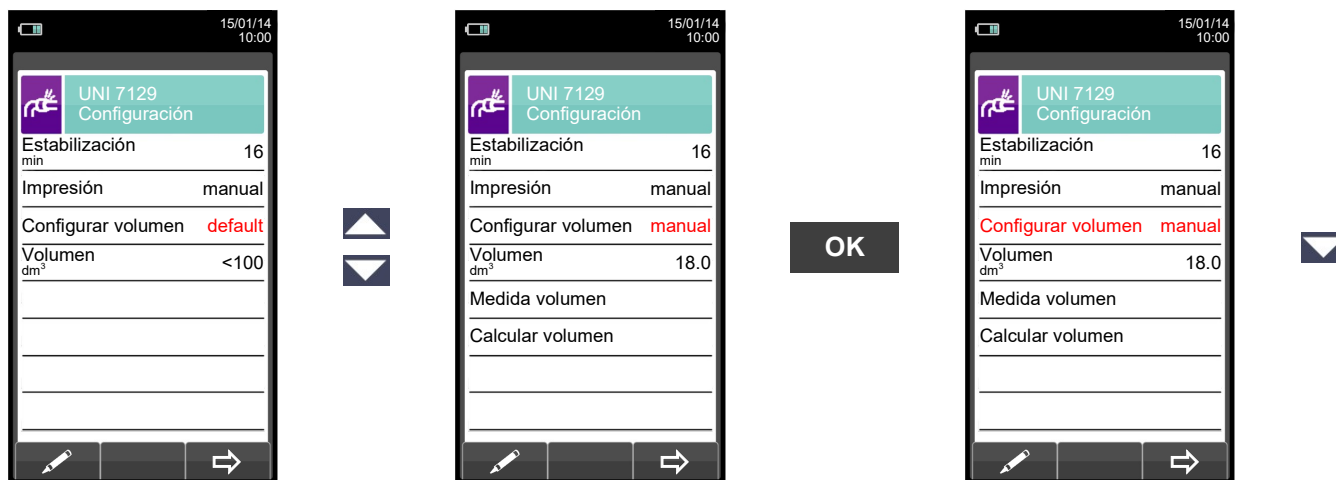 15/01/14
10:00
UNI 7129
Configuración
Estabilización
min
16
Impresión manual
Configurar volumen default
Volumen
dm³
<100
15/01/14
10:00
UNI 7129
Configuración
Estabilización
min
16
Impresión manual
Configurar volumen manual
Volumen
dm³
18.0
Medida volumen
Calcular volumen
OK
15/01/14
10:00
UNI 7129
Configuración
Estabilización
min
16
Impresión manual
Configurar volumen manual
Volumen
dm³
18.0
Medida volumen
Calcular volumen